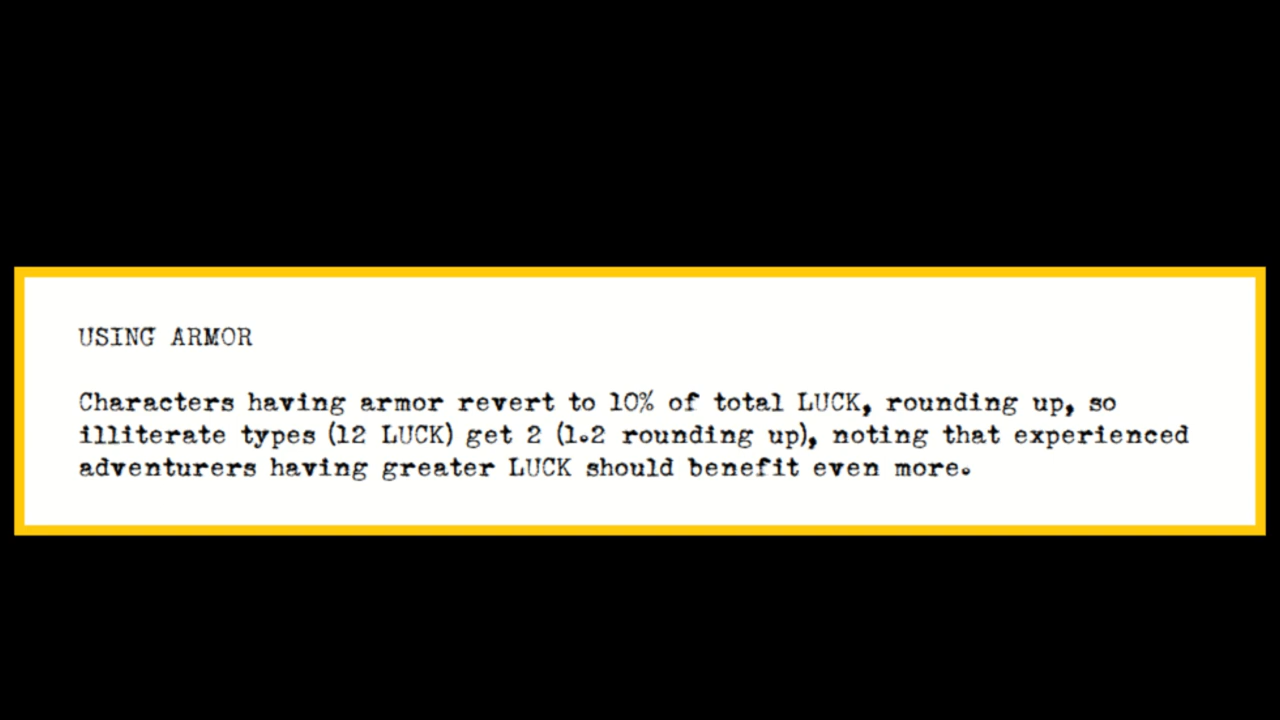 USING ARMOR
Characters having armor revert to 10% of total LUCK, rounding up, so
illiterate types (12 LUCK) get 2 (1.2 rounding up), noting that experienced
adventurers having greater LUCK should benefit even more.